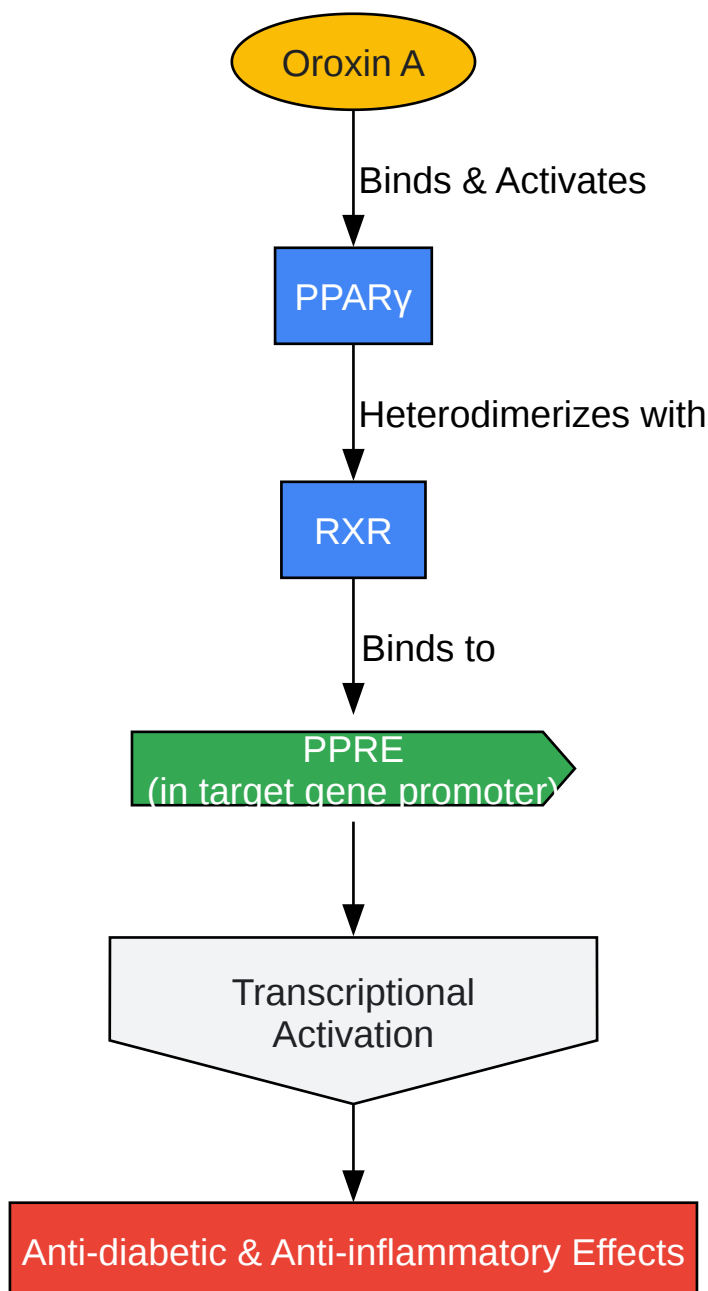 Oroxin A
Binds & Activates
PPARγ
Heterodimerizes with
RXR
Binds to
PPRE
(in target gene promoter)
Transcriptional
Activation
Anti-diabetic & Anti-inflammatory Effects